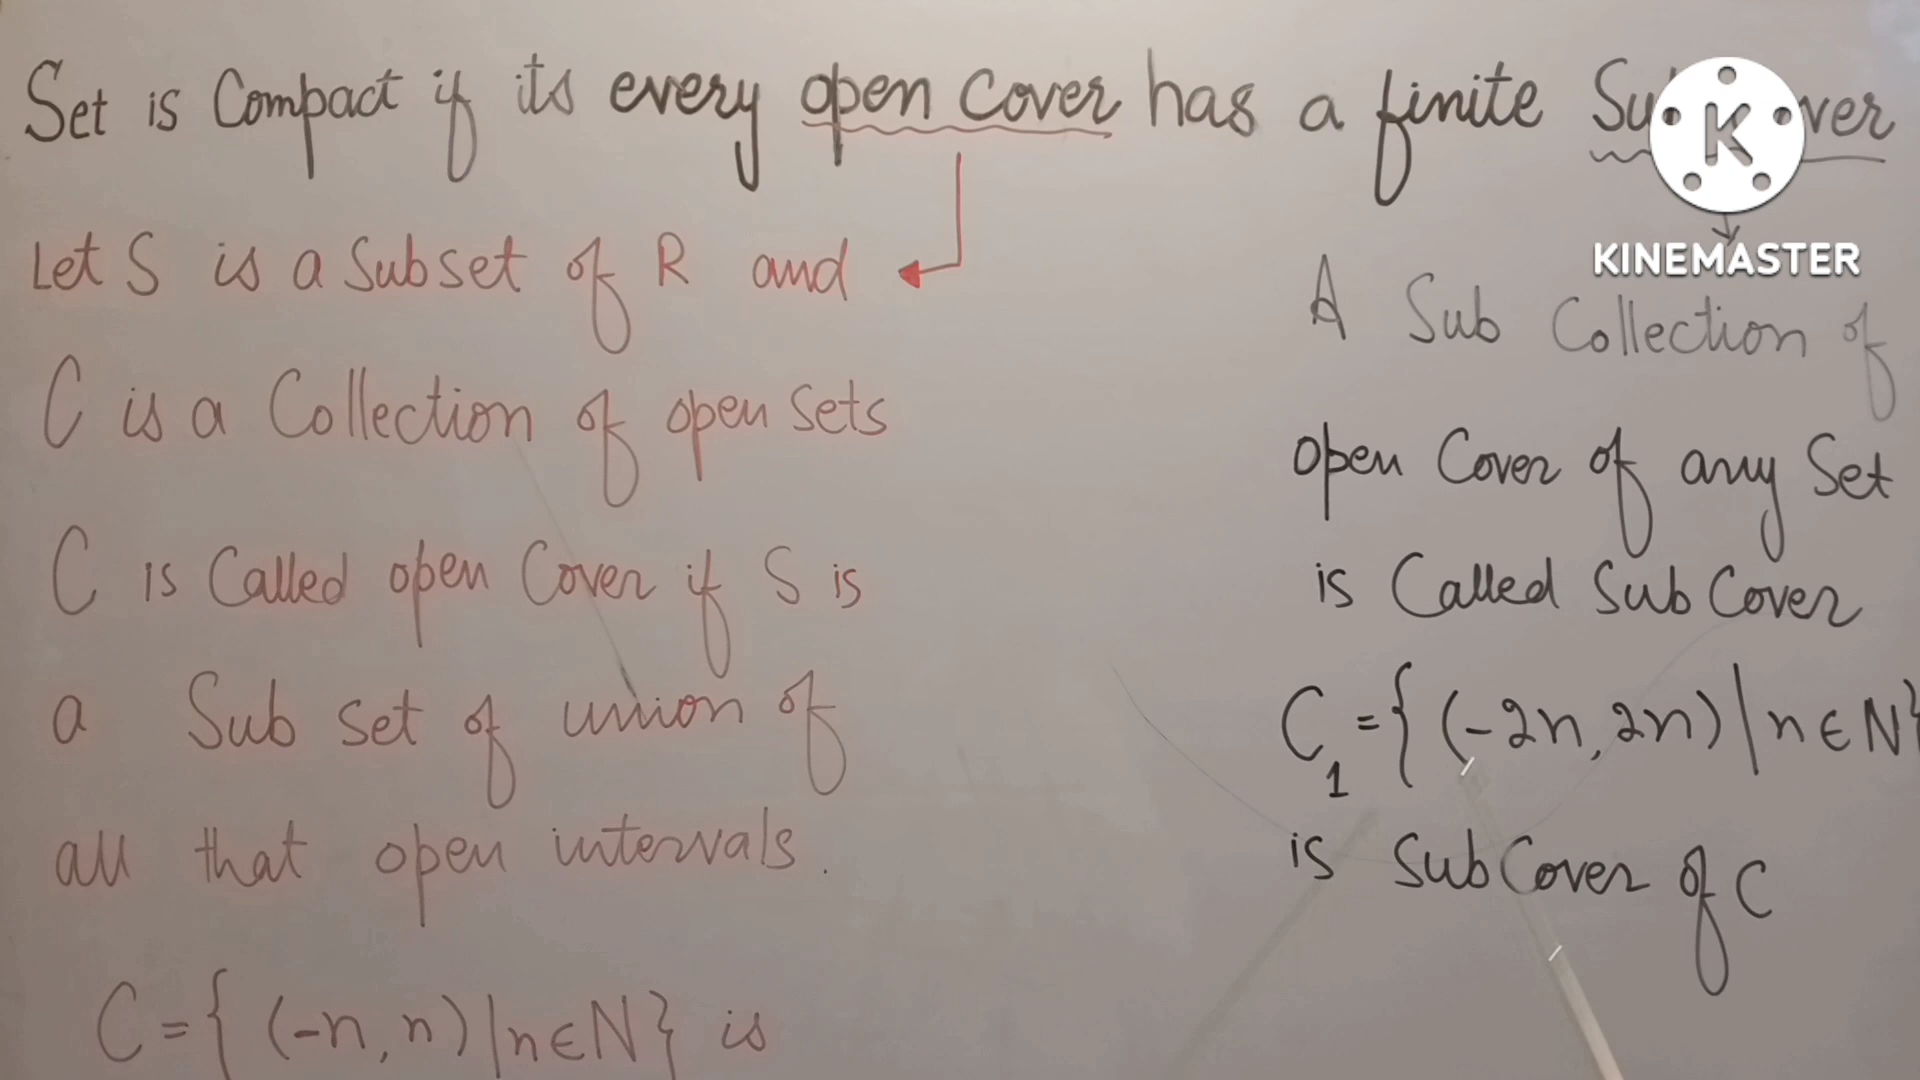 Set is Compact if its every open Cover has a finite
Let S is a Subset of R and
C is a Collection of open Sets
C is Called open Cover if S is
a Sub set of union of
all that open intervals.
C = { (-n, n) | n ∈ N } is
K
KINEMASTER
A Sub Collection of
open Cover of any Set
is Called Sub Cover
C₁ = { (-2n, 2n) | n ∈ N }
is Sub Cover of C